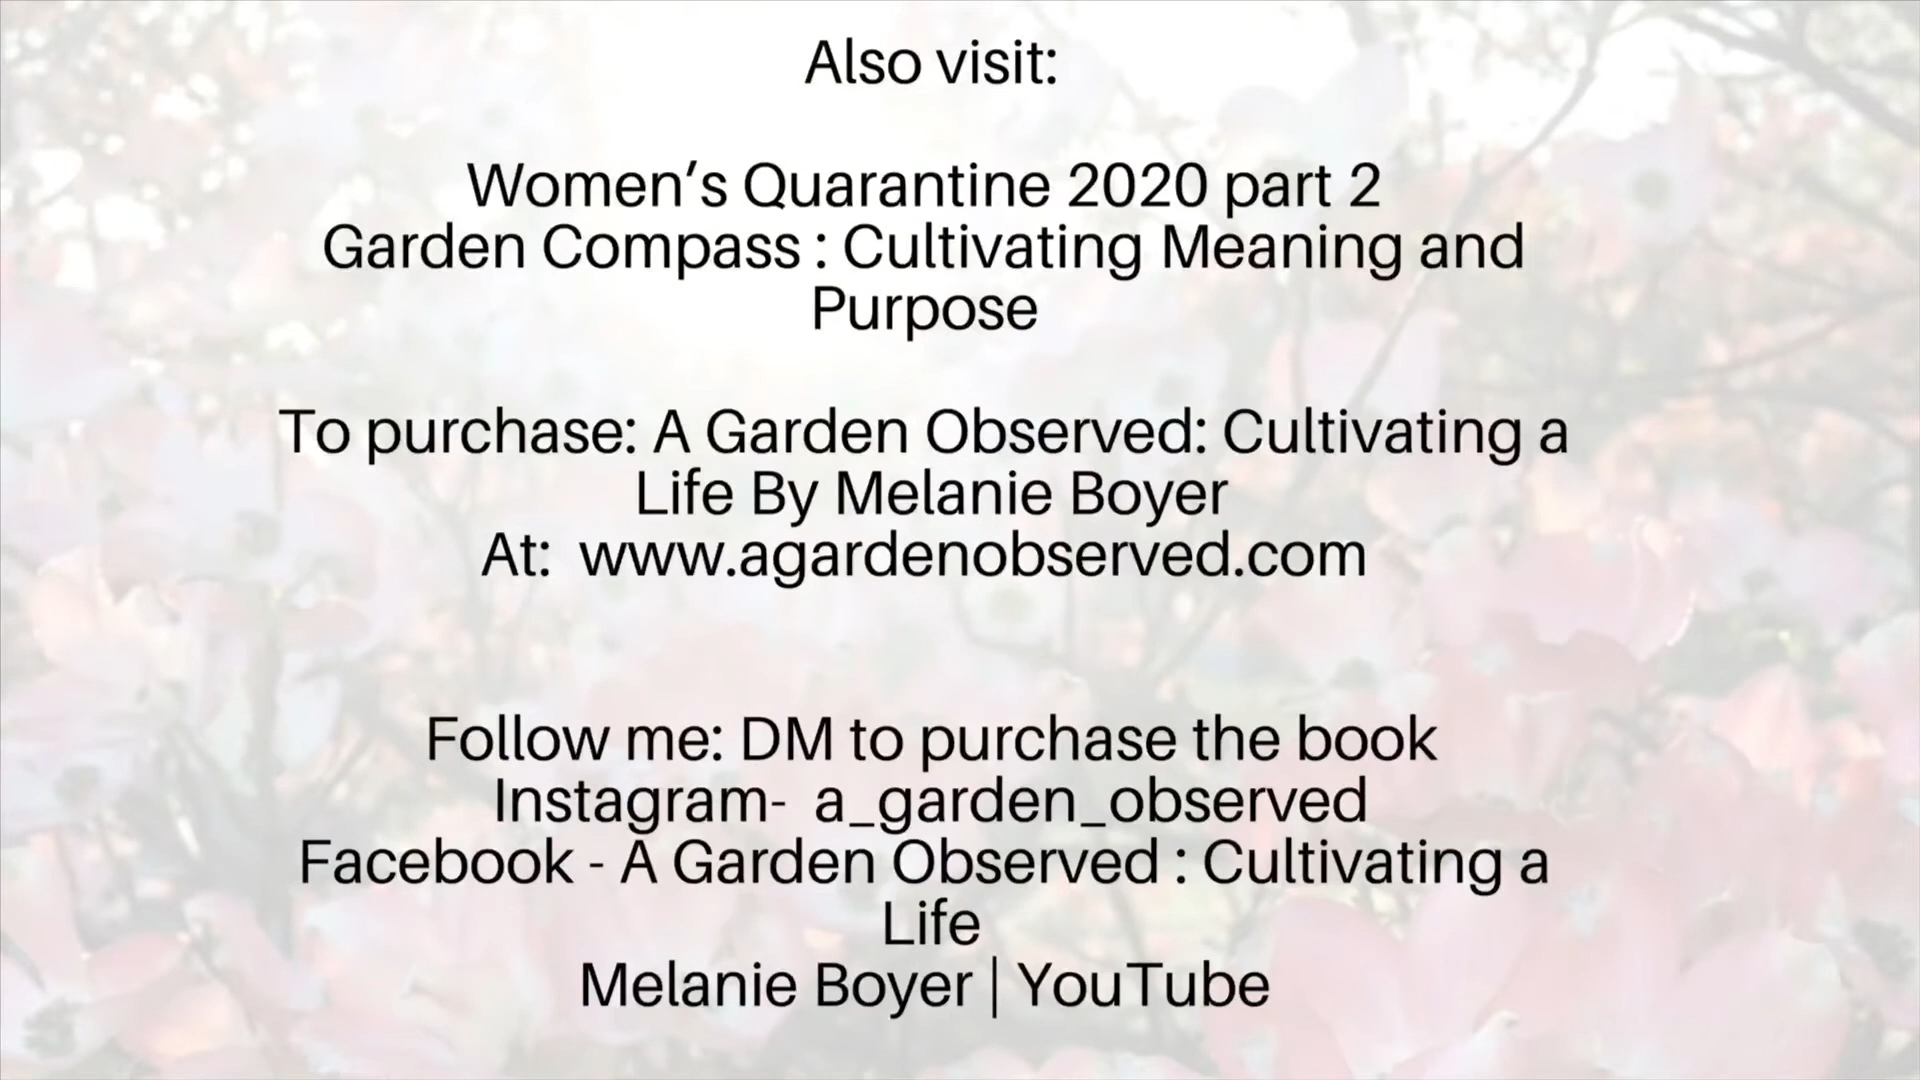 Also visit:
Women’s Quarantine 2020 part 2
Garden Compass : Cultivating Meaning and
Purpose
To purchase: A Garden Observed: Cultivating a
Life By Melanie Boyer
At:  www.agardenobserved.com
Follow me: DM to purchase the book
Instagram-  a_garden_observed
Facebook - A Garden Observed : Cultivating a
Life
Melanie Boyer | YouTube